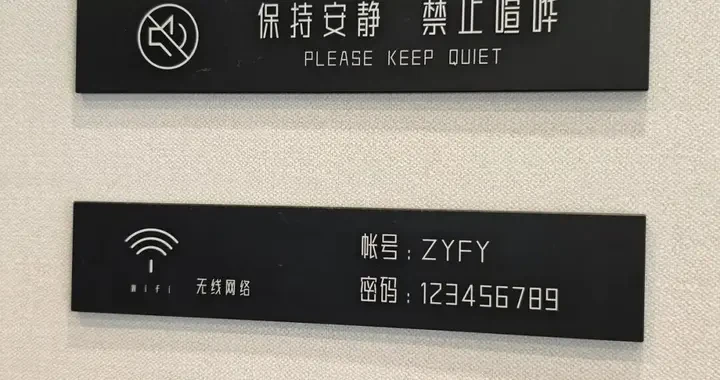 保持安静 禁止喧哗
PLEASE KEEP QUIET
帐号：ZYFY
wifi 无线网络
密码：123456789